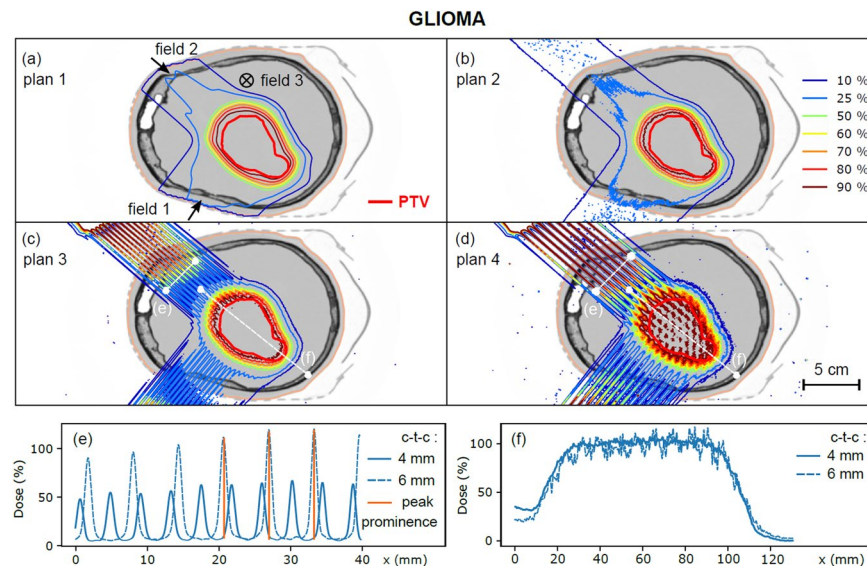 GLIOMA
(a)
field 2
field 3
plan 1
field 1
PTV
(b)
plan 2
10 %
25 %
50 %
60 %
70 %
80 %
90 %
(c)
plan 3
(e)
(f)
(d)
plan 4
(e)
(f)
5 cm
(e)
Dose (%)
100
50
0
0
10
20
30
40
x (mm)
c-t-c :
4 mm
6 mm
peak
prominence
(f)
Dose (%)
100
50
0
0
20
40
60
80
100
120
x (mm)
c-t-c :
4 mm
6 mm